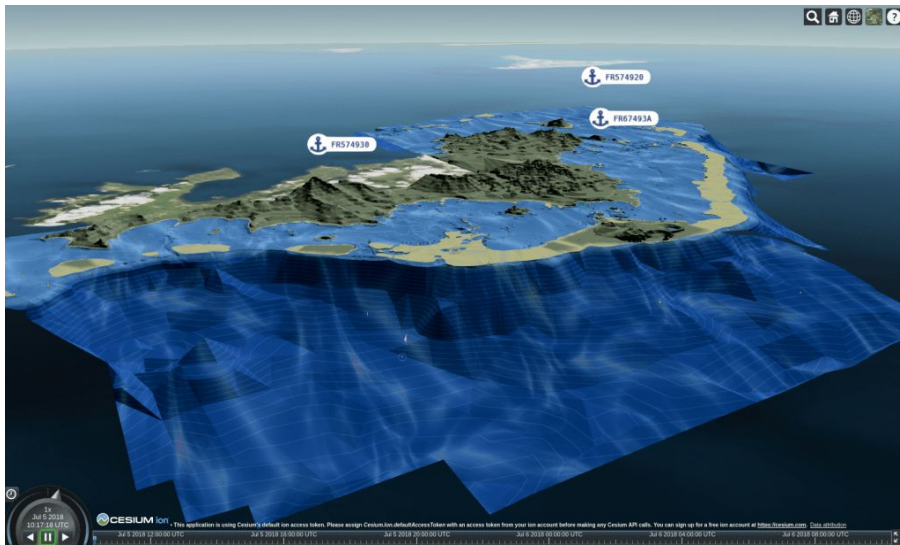 FR574920
FR67493A
FR574930
1x
Jul 5 2018
10:17:18 UTC
CESIUM ion
• This application is using Cesium's default ion access token. Please assign Cesium.Ion.defaultAccessToken with an access token from your ion account before making any Cesium API calls. You can sign up for a free ion account at https://cesium.com. Data attribution
Jul 5 2018 12:00:00 UTC
Jul 5 2018 16:00:00 UTC
Jul 5 2018 20:00:00 UTC
Jul 6 2018 00:00:00 UTC
Jul 6 2018 04:00:00 UTC
Jul 6 2018 08:00:00 UTC